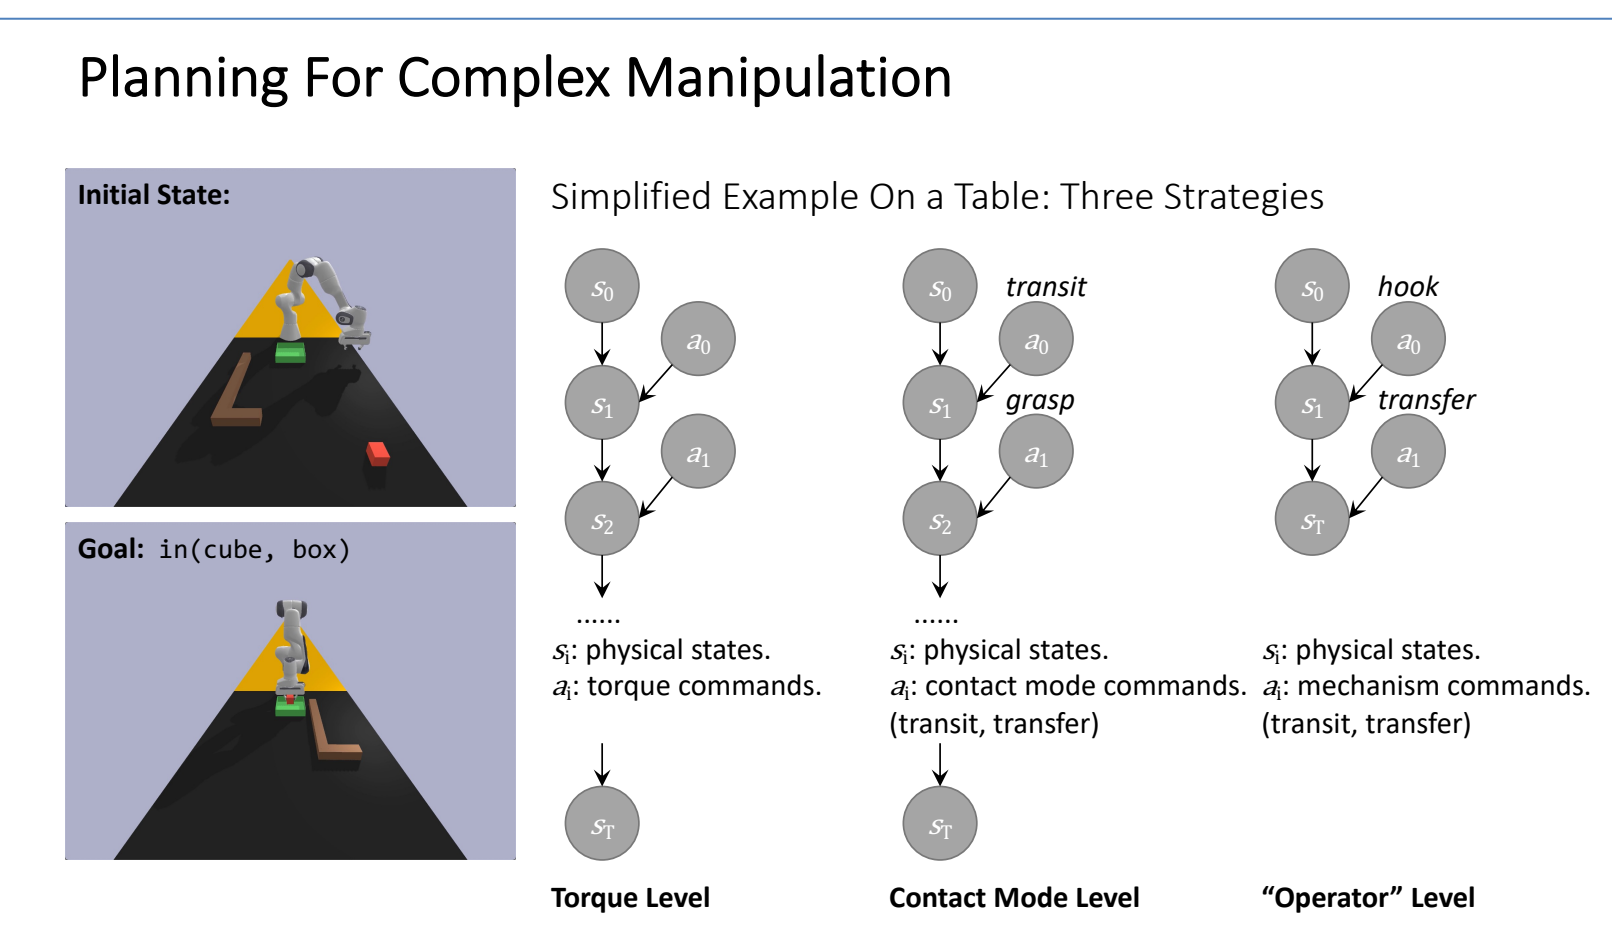 Planning For Complex Manipulation
Initial State:
Goal: in(cube, box)
Simplified Example On a Table: Three Strategies
s0
a0
s1
a1
s2
......
si: physical states.
ai: torque commands.
sT
Torque Level
s0
transit
a0
s1
grasp
a1
s2
......
si: physical states.
ai: contact mode commands.
(transit, transfer)
sT
Contact Mode Level
s0
hook
a0
s1
transfer
a1
sT
si: physical states.
ai: mechanism commands.
(transit, transfer)
“Operator” Level